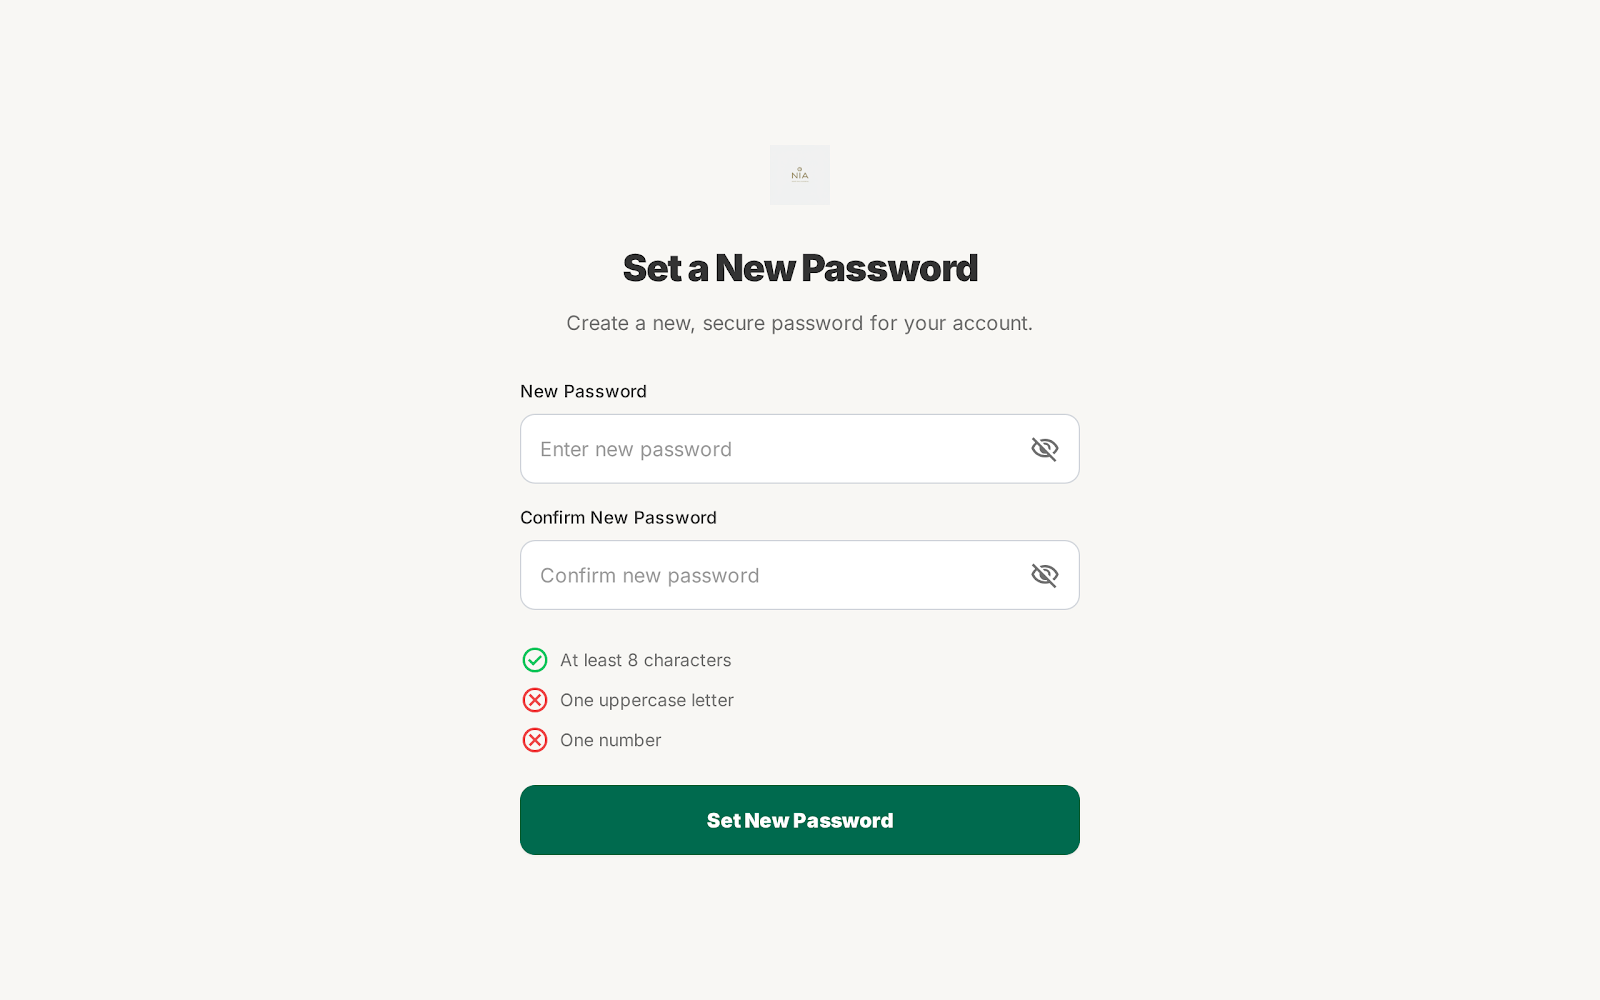 NIA
Set a New Password
Create a new, secure password for your account.
New Password
Enter new password
Confirm New Password
Confirm new password
At least 8 characters
One uppercase letter
One number
Set New Password